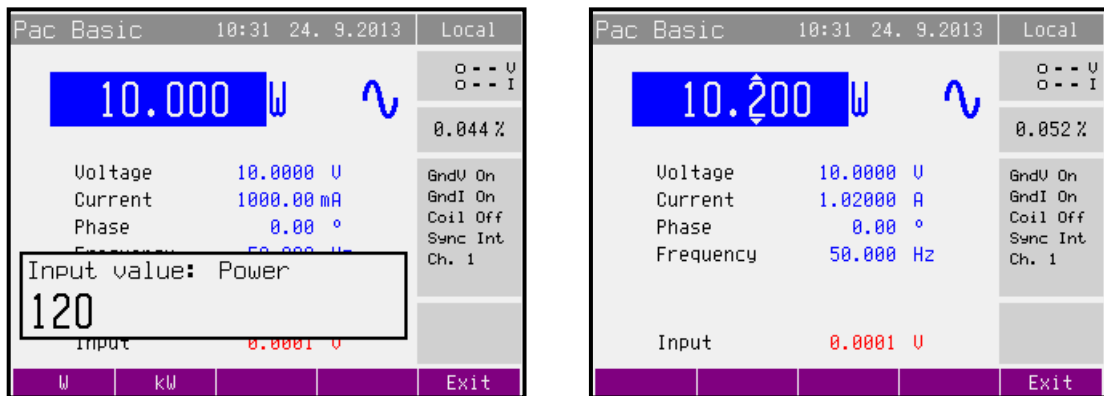 Pac Basic 10:31 24. 9.2013 Local
10.000 W
o-- V
o-- I
0.044 %
Voltage 10.0000 V
Current 1000.00 mA
Phase 0.00 °
GndV On
GndI On
Coil Off
Sync Int
Ch. 1
Input value: Power
120
Input 0.0001 V
W kW Exit
Pac Basic 10:31 24. 9.2013 Local
10.200 W
o-- V
o-- I
0.052 %
Voltage 10.0000 V
Current 1.02000 A
Phase 0.00 °
Frequency 50.000 Hz
GndV On
GndI On
Coil Off
Sync Int
Ch. 1
Input 0.0001 V
Exit